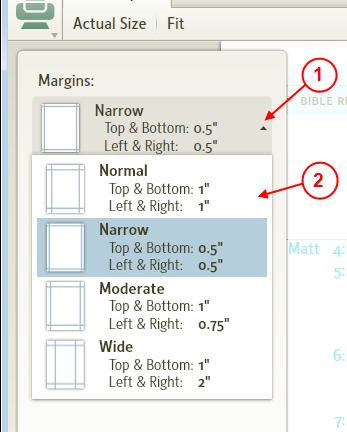 Actual Size Fit
Margins:
1
Narrow
Top & Bottom: 0.5"
Left & Right: 0.5"
BIBLE RE
Normal
Top & Bottom: 1"
Left & Right: 1"
2
Narrow
Top & Bottom: 0.5"
Left & Right: 0.5"
Matt 4:
5:
Moderate
Top & Bottom: 1"
Left & Right: 0.75"
Wide
Top & Bottom: 1"
Left & Right: 2"
6:
7: